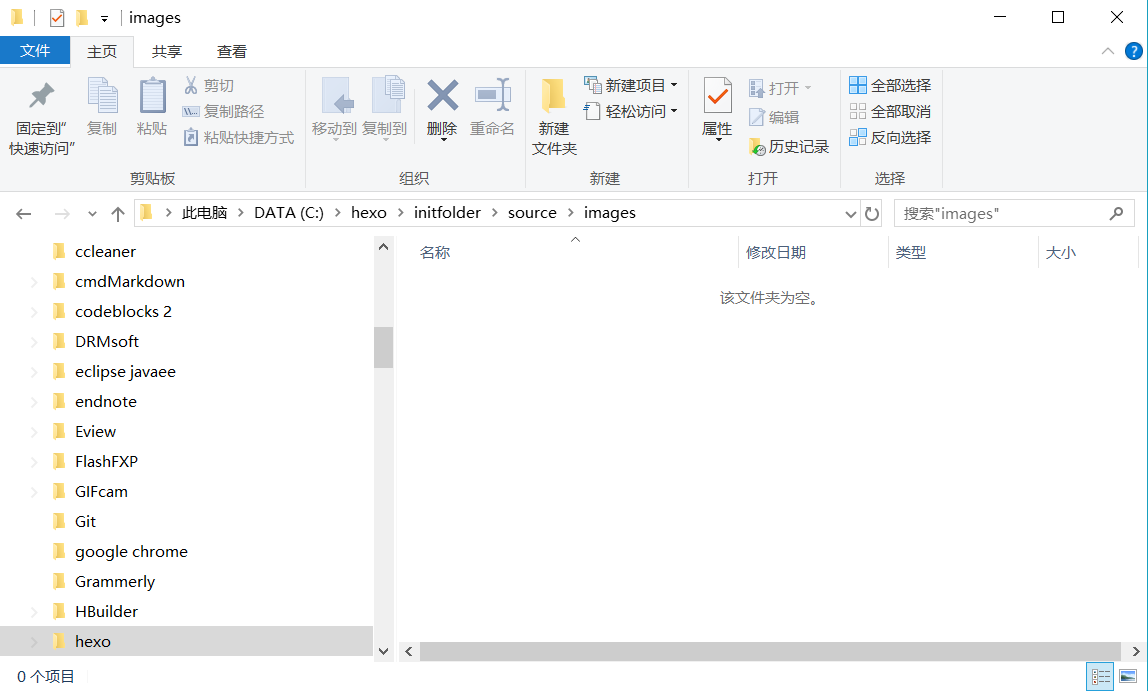 images
文件 主页 共享 查看
固定到"快速访问" 复制 粘贴 剪切
复制路径
粘贴快捷方式
移动到 复制到 删除 重命名
新建文件夹 新建项目
轻松访问
属性 打开
编辑
历史记录
全部选择
全部取消
反向选择
剪贴板 组织 新建 打开 选择
此电脑 DATA (C:) hexo initfolder source images 搜索"images"
名称 修改日期 类型 大小
该文件夹为空。
ccleaner
cmdMarkdown
codeblocks 2
DRMsoft
eclipse javaee
endnote
Eview
FlashFXP
GIFcam
Git
google chrome
Grammerly
HBuilder
hexo
0 个项目